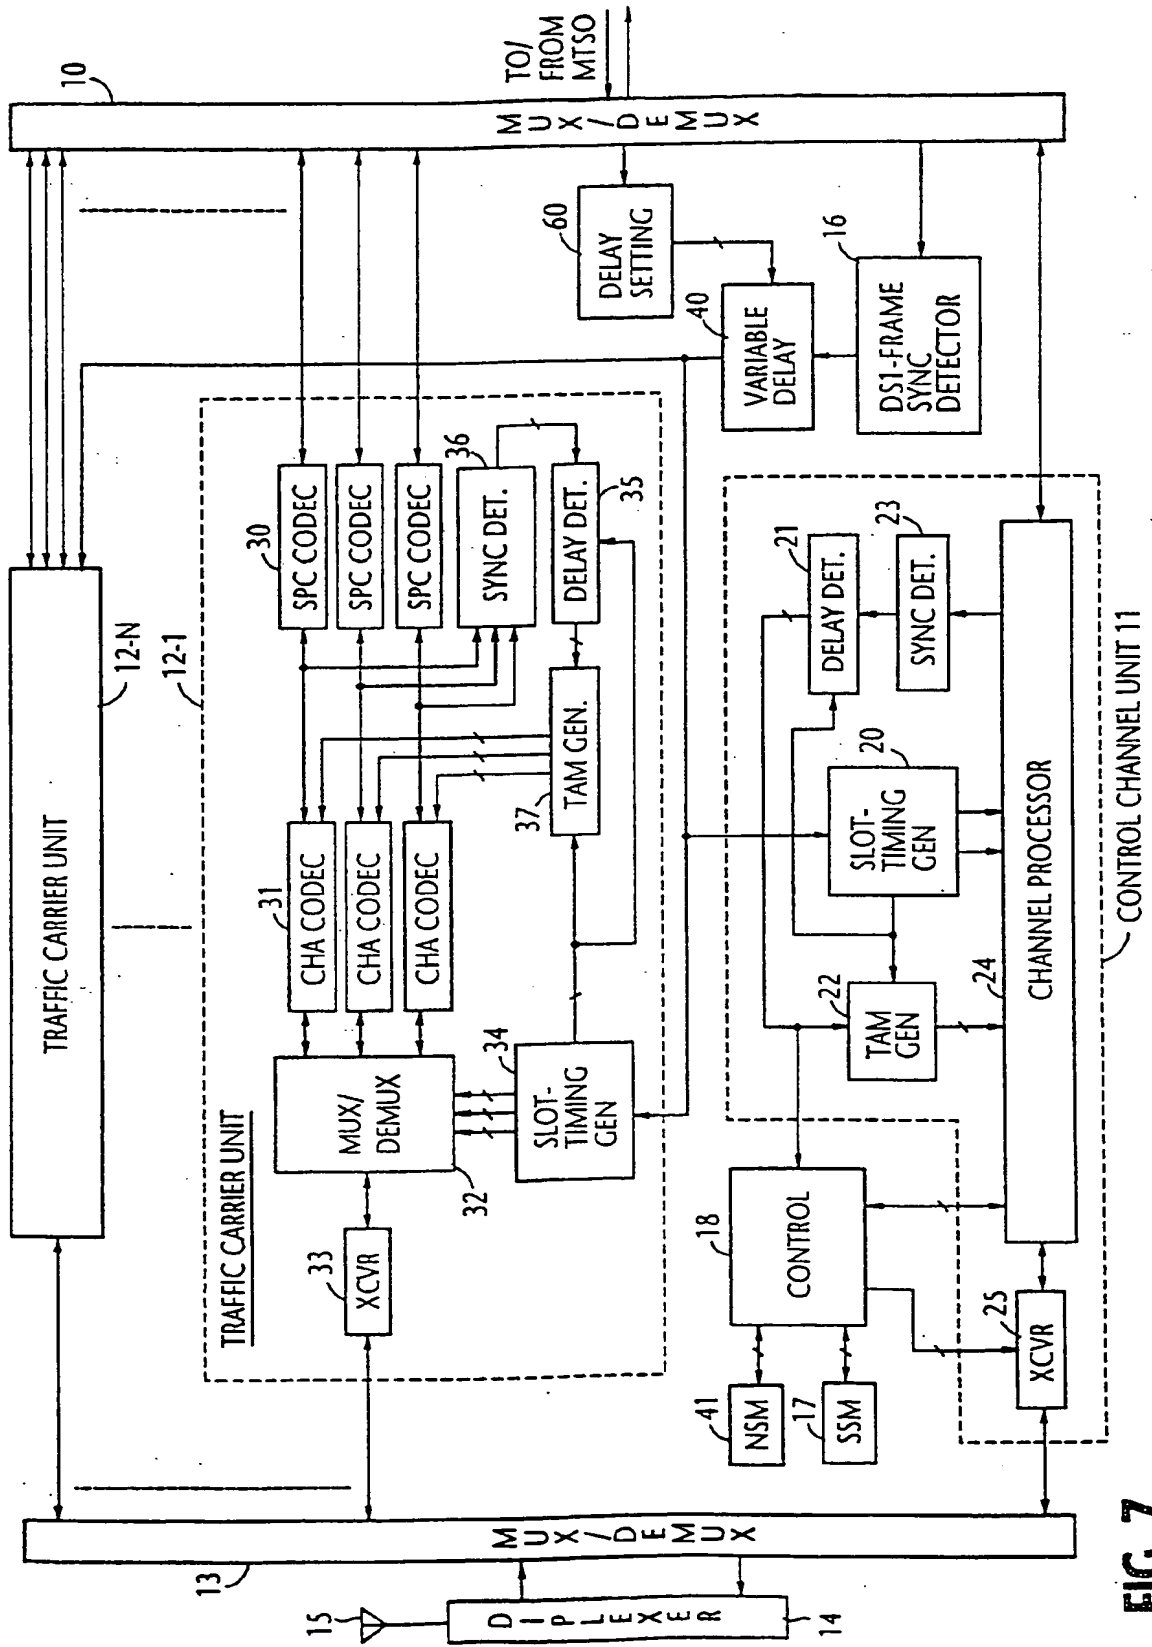 TRAFFIC CARRIER UNIT
12-N
12-1
10
MUX/DEMUX
TO/
FROM
MTSO
TRAFFIC CARRIER UNIT
33
XCVR
MUX/
DEMUX
32
31
CHA CODEC
CHA CODEC
CHA CODEC
30
SPC CODEC
SPC CODEC
SPC CODEC
36
SYNC DET.
DELAY DET.
35
TAM GEN.
37
34
SLOT-
TIMING
GEN
60
DELAY
SETTING
40
VARIABLE
DELAY
16
DS1-FRAME
SYNC
DETECTOR
13
MUX/DEMUX
15
DIPLEXER
14
41
NSM
17
SSM
18
CONTROL
22
TAM
GEN
20
SLOT-
TIMING
GEN
21
DELAY DET.
23
SYNC DET.
24
CHANNEL PROCESSOR
25
XCVR
CONTROL CHANNEL UNIT 11
FIG. 7